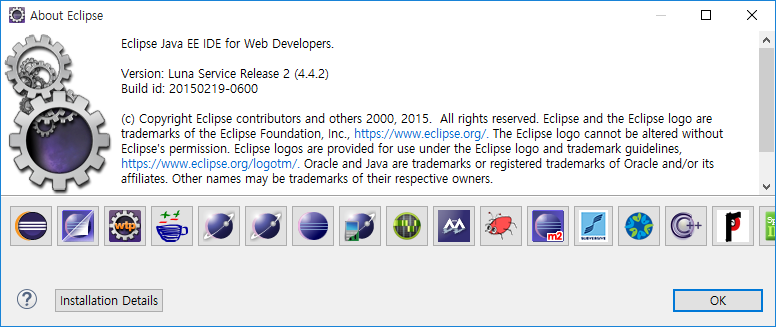 About Eclipse
Eclipse Java EE IDE for Web Developers.
Version: Luna Service Release 2 (4.4.2)
Build id: 20150219-0600
(c) Copyright Eclipse contributors and others 2000, 2015.  All rights reserved. Eclipse and the Eclipse logo are
trademarks of the Eclipse Foundation, Inc., https://www.eclipse.org/. The Eclipse logo cannot be altered without
Eclipse's permission. Eclipse logos are provided for use under the Eclipse logo and trademark guidelines,
https://www.eclipse.org/logotm/. Oracle and Java are trademarks or registered trademarks of Oracle and/or its
affiliates. Other names may be trademarks of their respective owners.
wtp
m2
SUBVERSIVE
C++
Installation Details
OK